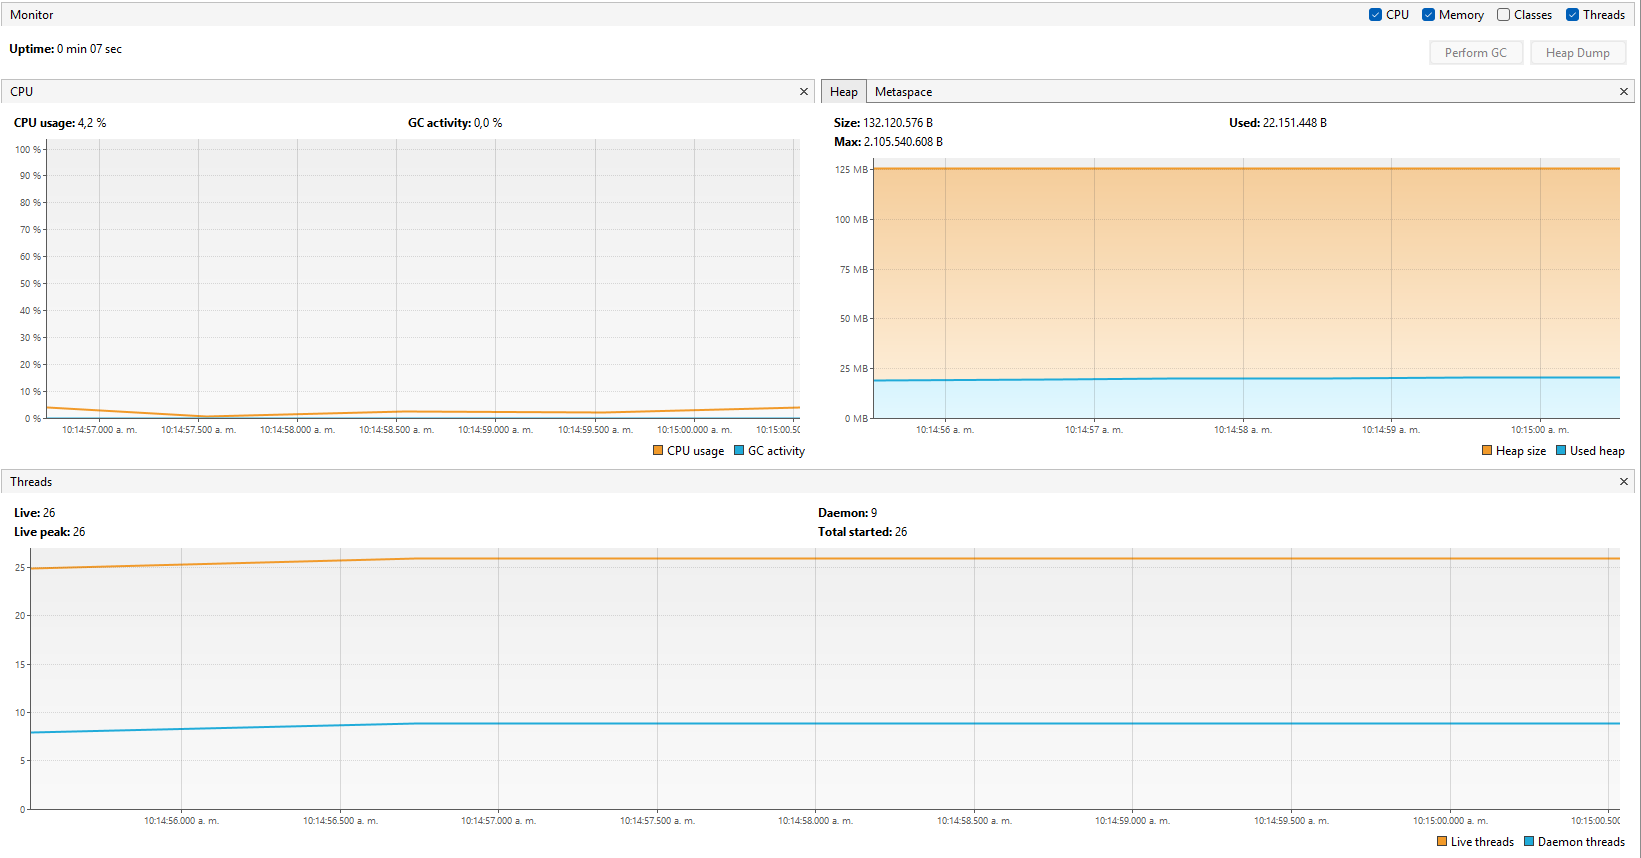 Monitor
CPU Memory Classes Threads
Uptime: 0 min 07 sec
Perform GC Heap Dump
CPU
CPU usage: 4,2 %
GC activity: 0,0 %
100 %
90 %
80 %
70 %
60 %
50 %
40 %
30 %
20 %
10 %
0 %
10:14:57.000 a. m. 10:14:57.500 a. m. 10:14:58.000 a. m. 10:14:58.500 a. m. 10:14:59.000 a. m. 10:14:59.500 a. m. 10:15:00.000 a. m. 10:15:00.50
CPU usage GC activity
Heap Metaspace
Size: 132.120.576 B
Used: 22.151.448 B
Max: 2.105.540.608 B
125 MB
100 MB
75 MB
50 MB
25 MB
0 MB
10:14:56 a. m. 10:14:57 a. m. 10:14:58 a. m. 10:14:59 a. m. 10:15:00 a. m.
Heap size Used heap
Threads
Live: 26
Daemon: 9
Live peak: 26
Total started: 26
25
20
15
10
5
0
10:14:56.000 a. m. 10:14:56.500 a. m. 10:14:57.000 a. m. 10:14:57.500 a. m. 10:14:58.000 a. m. 10:14:58.500 a. m. 10:14:59.000 a. m. 10:14:59.500 a. m. 10:15:00.000 a. m. 10:15:00.500
Live threads Daemon threads